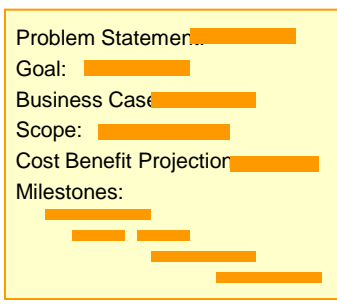 Problem Statement:
Goal:
Business Case
Scope:
Cost Benefit Projection
Milestones: